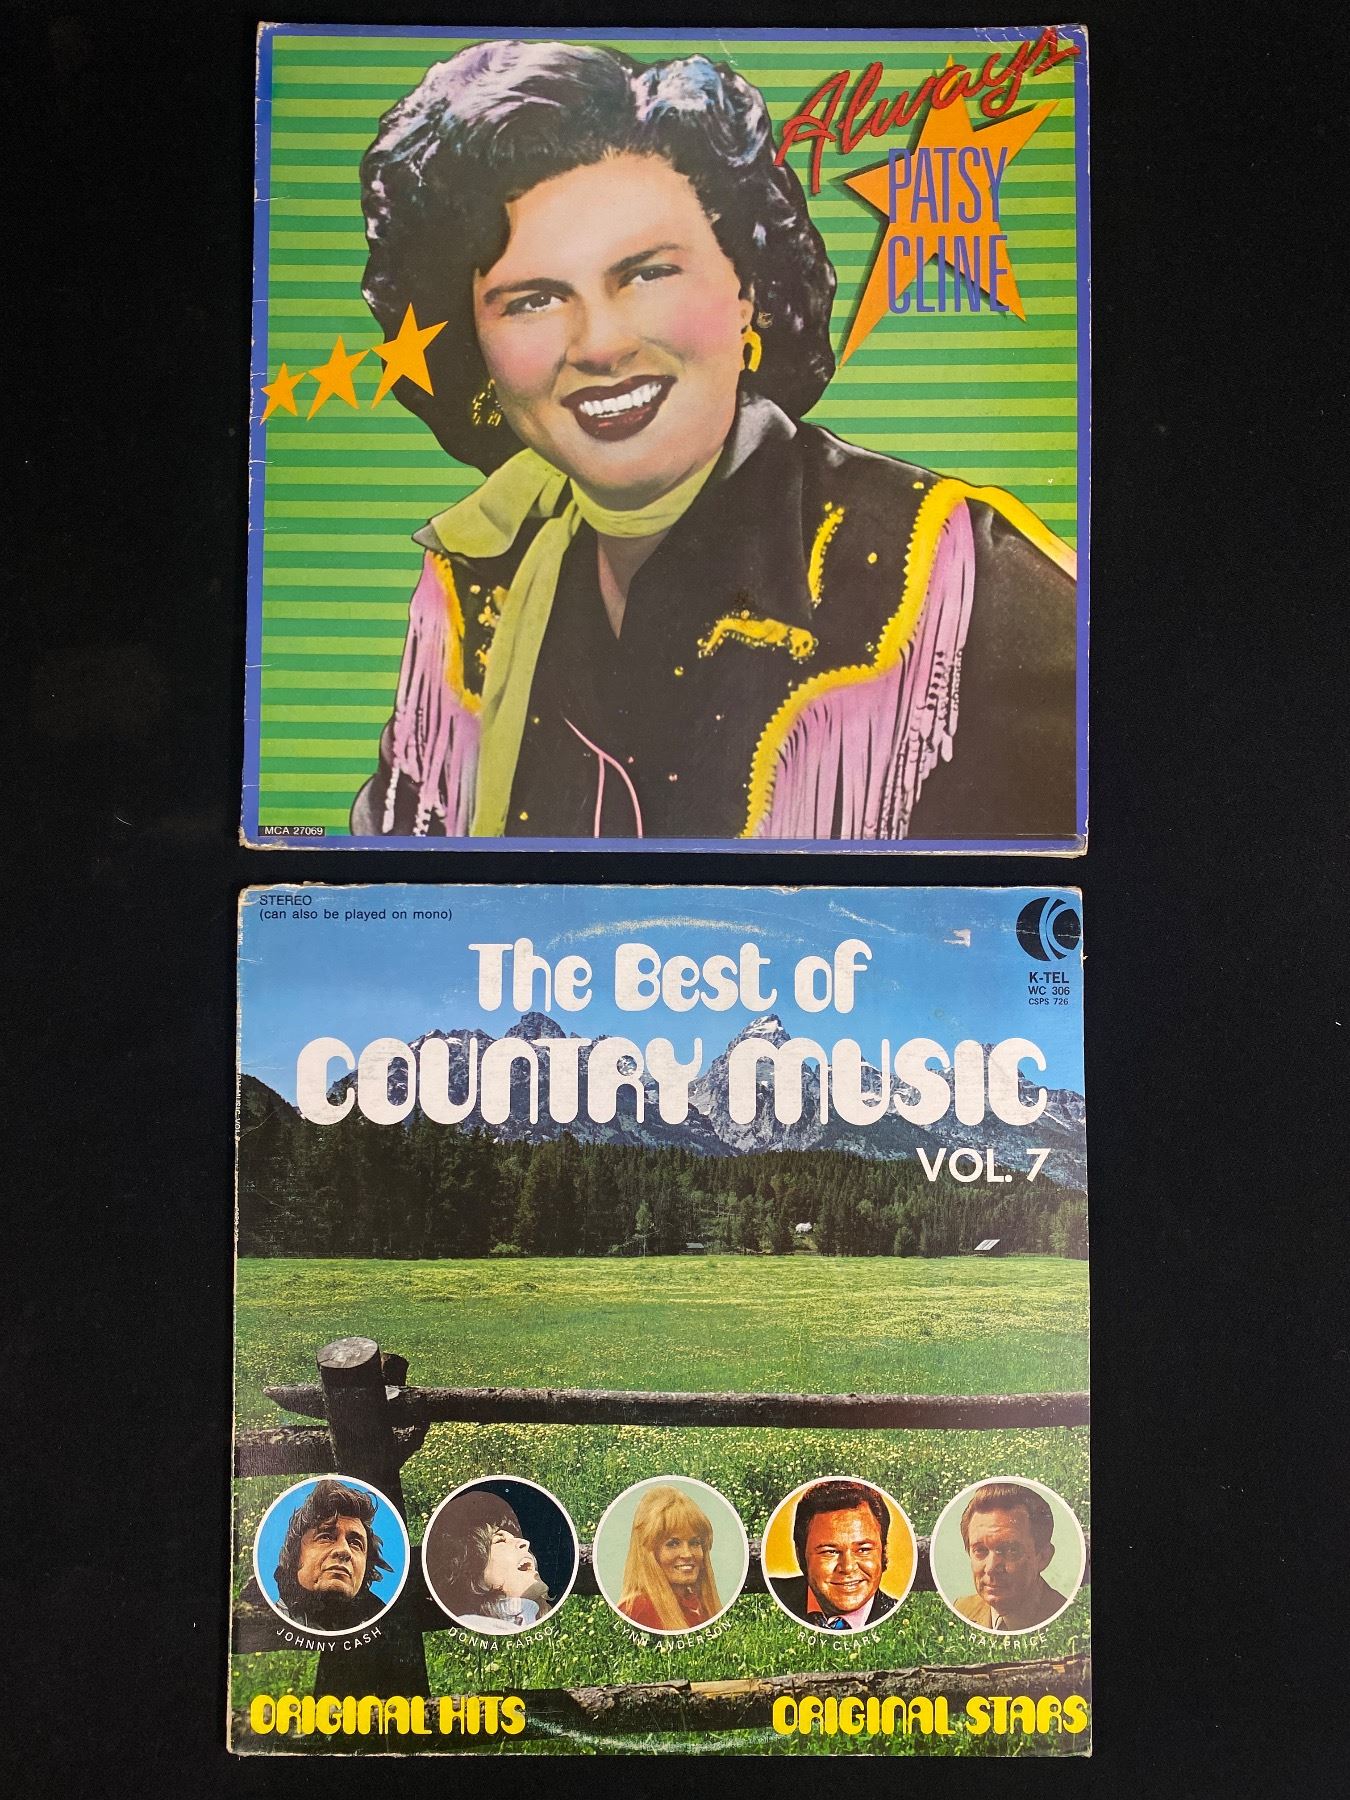 Always
PATSY
CLINE
MCA 27069
STEREO
(can also be played on mono)
K-TEL
WC 306
CSPS 726
The Best of
COUNTRY MUSIC
VOL. 7
JOHNNY CASH
DONNA FARGO
LYNN ANDERSON
ROY CLARK
RAY PRICE
ORIGINAL HITS
ORIGINAL STARS